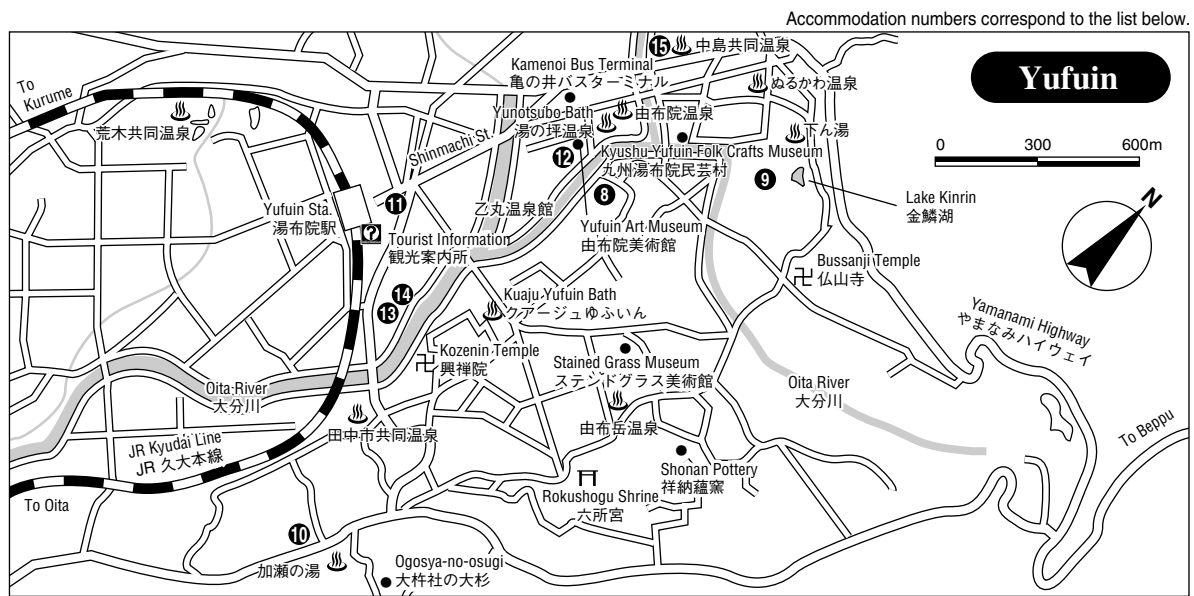 Accommodation numbers correspond to the list below.
Yufuin
0 300 600m
N
To
Kurume
荒木共同温泉
Shinmachi St.
Kamenoi Bus Terminal
亀の井バスターミナル
15
中島共同温泉
ぬるかわ温泉
Yunotsubo Bath
湯の坪温泉
由布院温泉
下ん湯
12
Kyushu Yufuin Folk Crafts Museum
九州湯布院民芸村
9
8
Lake Kinrin
金鱗湖
Yufuin Sta.
湯布院駅
11
?
Tourist Information
観光案内所
乙丸温泉館
Yufuin Art Museum
由布院美術館
Bussanji Temple
仏山寺
14
13
Kuaju Yufuin Bath
クアージュゆふいん
Yamanami Highway
やまなみハイウェイ
Kozenin Temple
興禅院
Stained Grass Museum
ステンドグラス美術館
Oita River
大分川
Oita River
大分川
田中市共同温泉
由布岳温泉
To Beppu
JR Kyudai Line
JR 久大本線
Shonan Pottery
祥納蘊窯
To Oita
Rokushogu Shrine
六所宮
10
加瀬の湯
Ogosya-no-osugi
大杵社の大杉